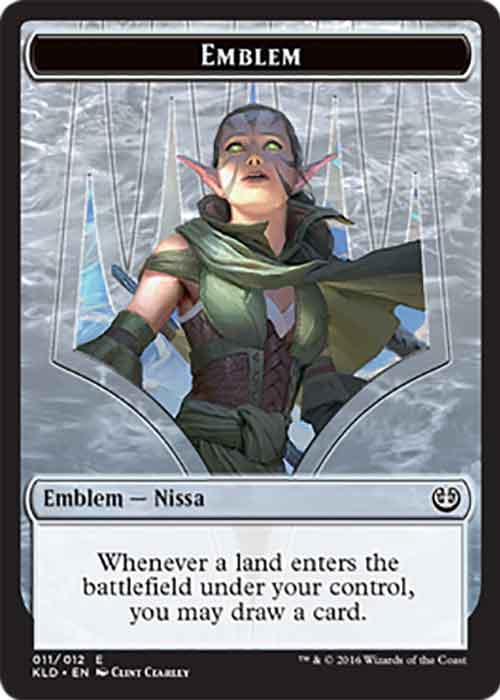 EMBLEM
Emblem — Nissa
Whenever a land enters the
battlefield under your control,
you may draw a card.
011/012 E
KLD • EN CLINT CEARLEY
™ & © 2016 Wizards of the Coast